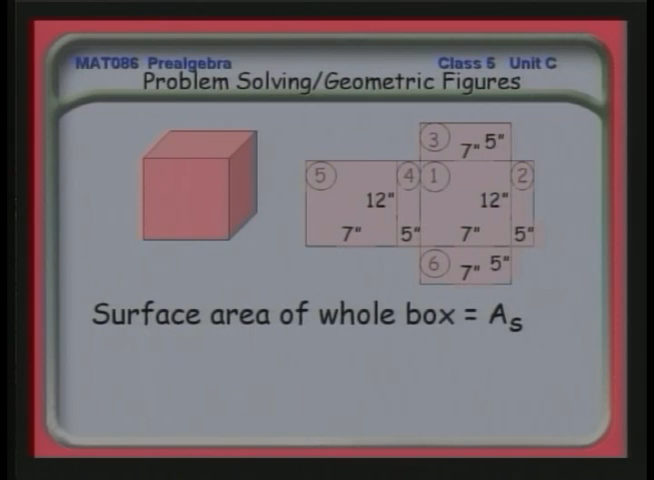 MAT086 Prealgebra Class 5 Unit C
Problem Solving/Geometric Figures
3 7" 5"
5 4 1 2
12" 12"
7" 5" 7" 5"
6 7" 5"
Surface area of whole box = As